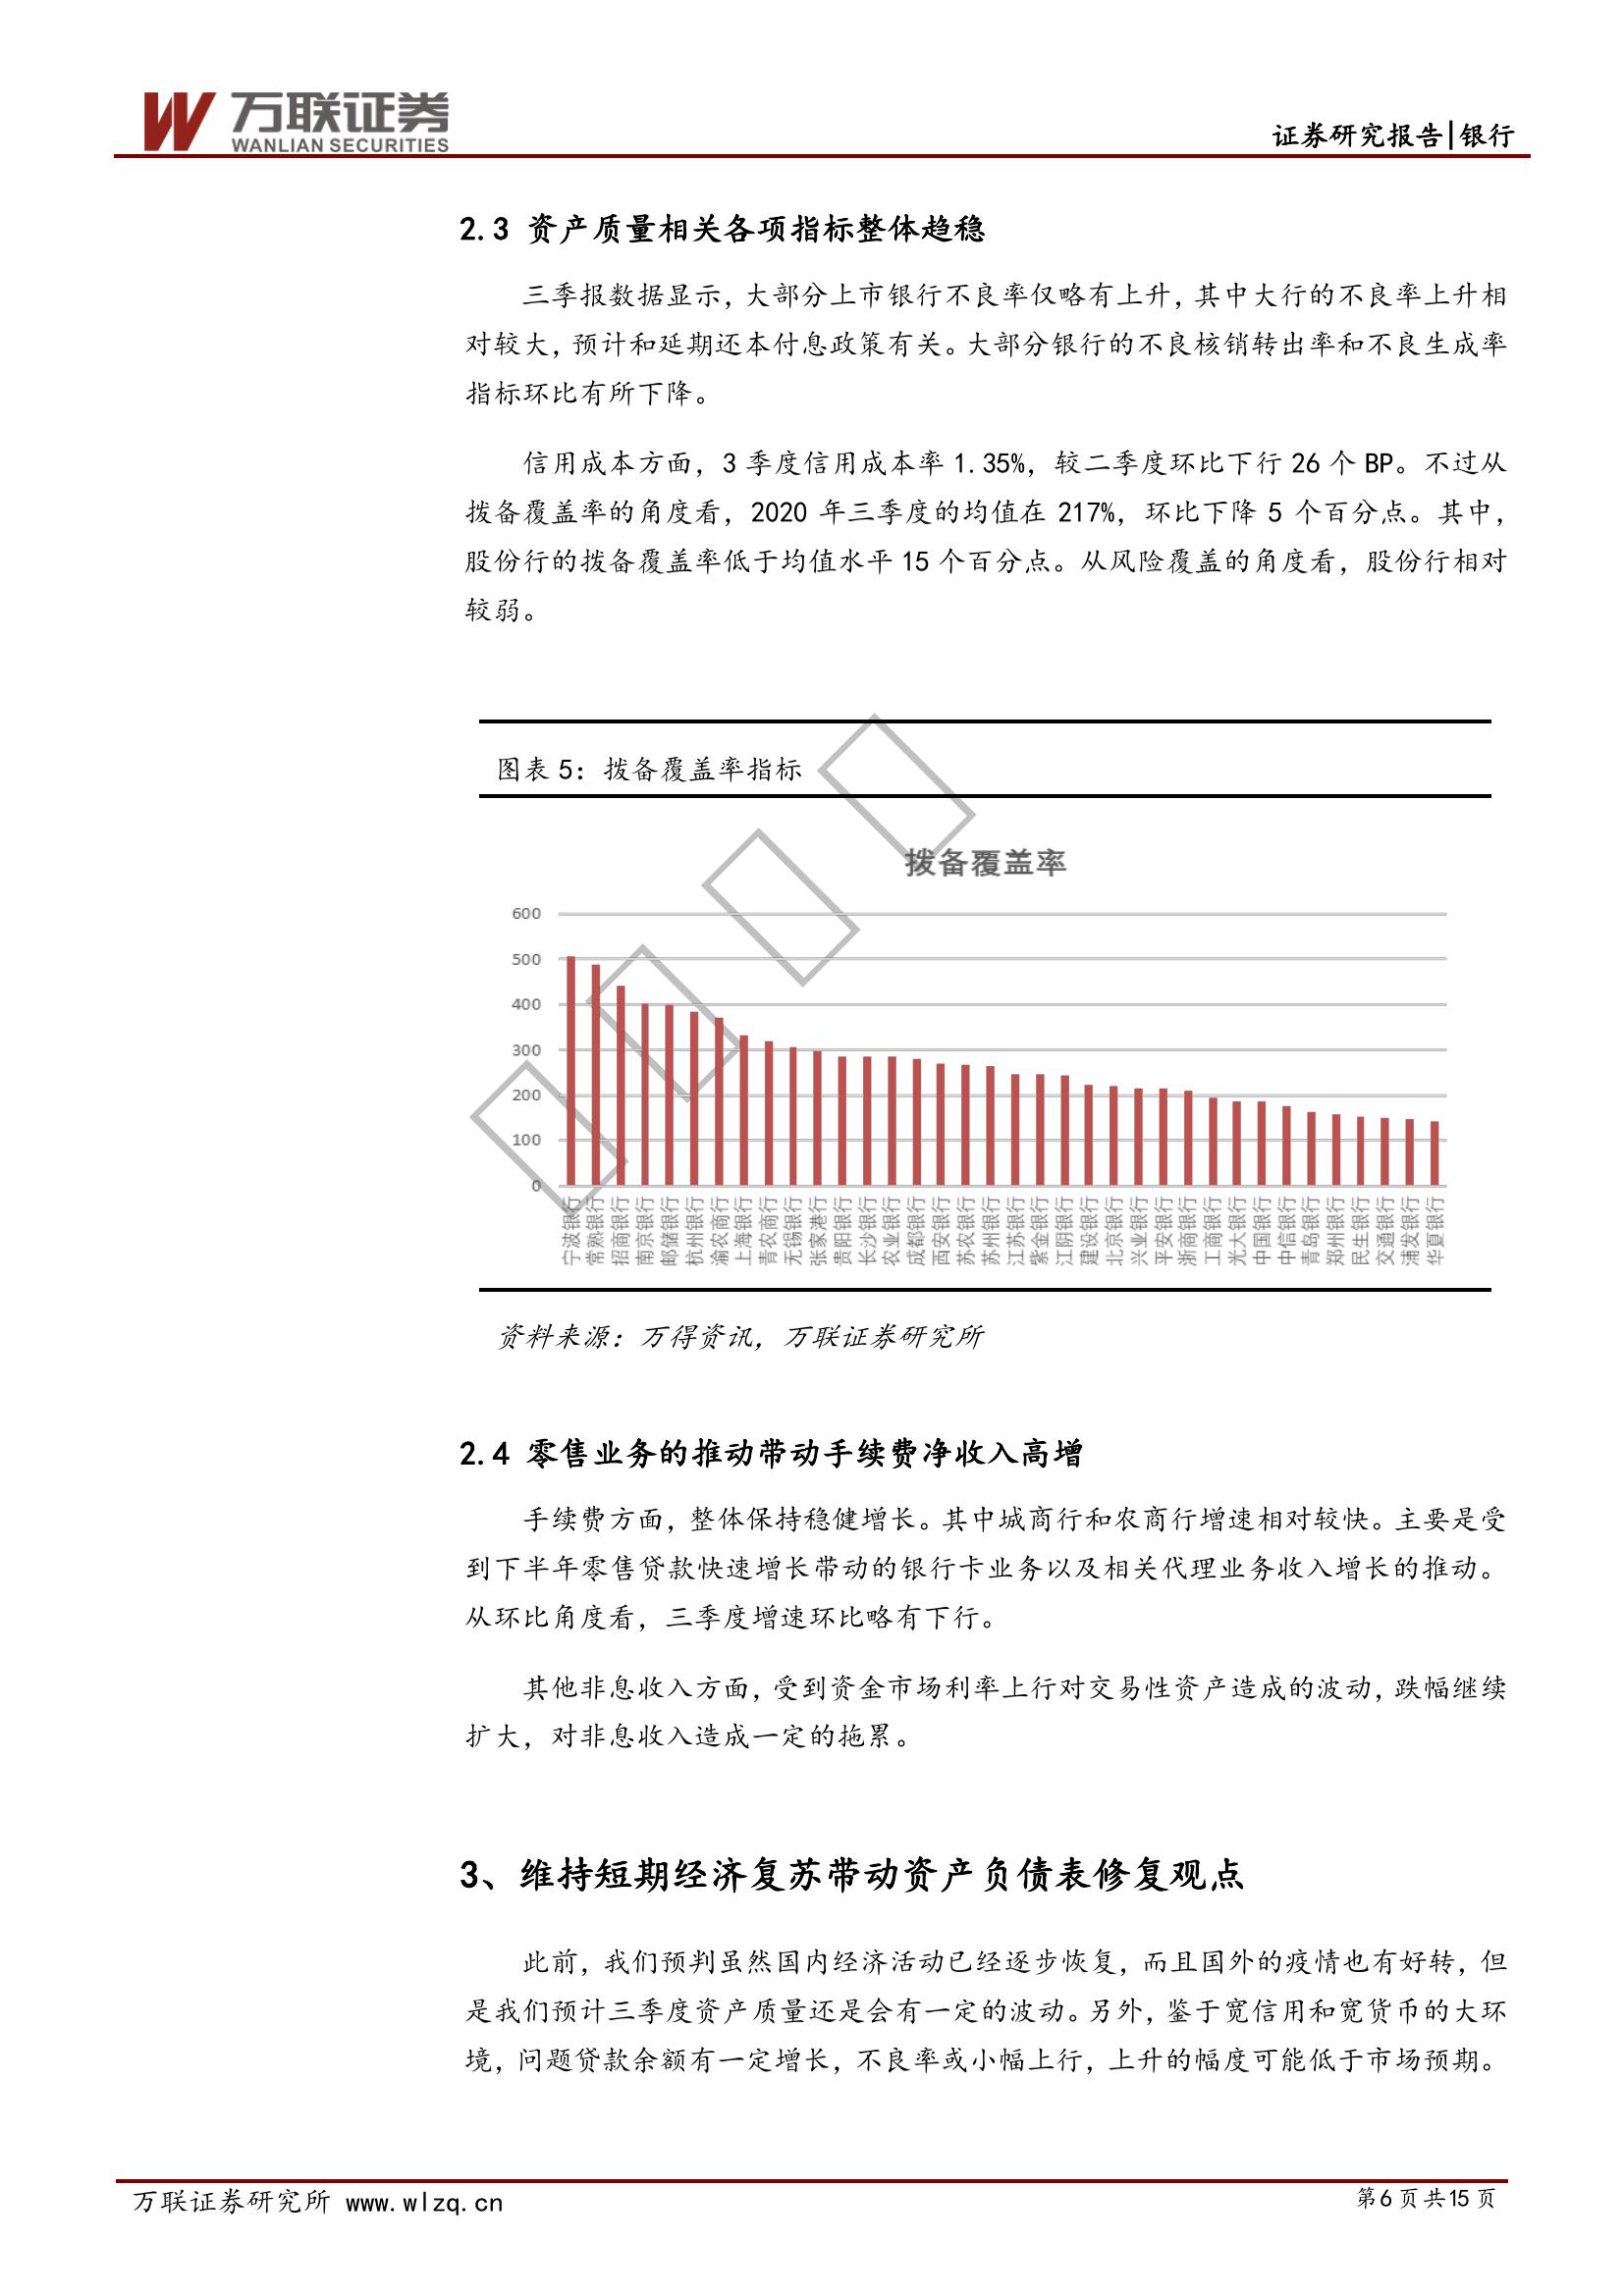 万联证券
WANLIAN SECURITIES
证券研究报告|银行
2.3 资产质量相关各项指标整体趋稳
三季报数据显示，大部分上市银行不良率仅略有上升，其中大行的不良率上升相
对较大，预计和延期还本付息政策有关。大部分银行的不良核销转出率和不良生成率
指标环比有所下降。
信用成本方面，3 季度信用成本率 1.35%，较二季度环比下行 26 个 BP。不过从
拨备覆盖率的角度看，2020 年三季度的均值在 217%，环比下降 5 个百分点。其中，
股份行的拨备覆盖率低于均值水平 15 个百分点。从风险覆盖的角度看，股份行相对
较弱。
图表 5：拨备覆盖率指标
拨备覆盖率
600
500
400
300
200
100
0
宁波银行
常熟银行
招商银行
南京银行
邮储银行
杭州银行
渝农商行
上海银行
青农商行
无锡银行
张家港行
贵阳银行
长沙银行
农业银行
成都银行
西安银行
苏农银行
苏州银行
江苏银行
紫金银行
江阴银行
建设银行
北京银行
兴业银行
平安银行
浙商银行
工商银行
光大银行
中国银行
中信银行
青岛银行
郑州银行
民生银行
交通银行
浦发银行
华夏银行
资料来源：万得资讯，万联证券研究所
2.4 零售业务的推动带动手续费净收入高增
手续费方面，整体保持稳健增长。其中城商行和农商行增速相对较快。主要是受
到下半年零售贷款快速增长带动的银行卡业务以及相关代理业务收入增长的推动。
从环比角度看，三季度增速环比略有下行。
其他非息收入方面，受到资金市场利率上行对交易性资产造成的波动，跌幅继续
扩大，对非息收入造成一定的拖累。
3、维持短期经济复苏带动资产负债表修复观点
此前，我们预判虽然国内经济活动已经逐步恢复，而且国外的疫情也有好转，但
是我们预计三季度资产质量还是会有一定的波动。另外，鉴于宽信用和宽货币的大环
境，问题贷款余额有一定增长，不良率或小幅上行，上升的幅度可能低于市场预期。
万联证券研究所 www.wlzq.cn
第6页共15页